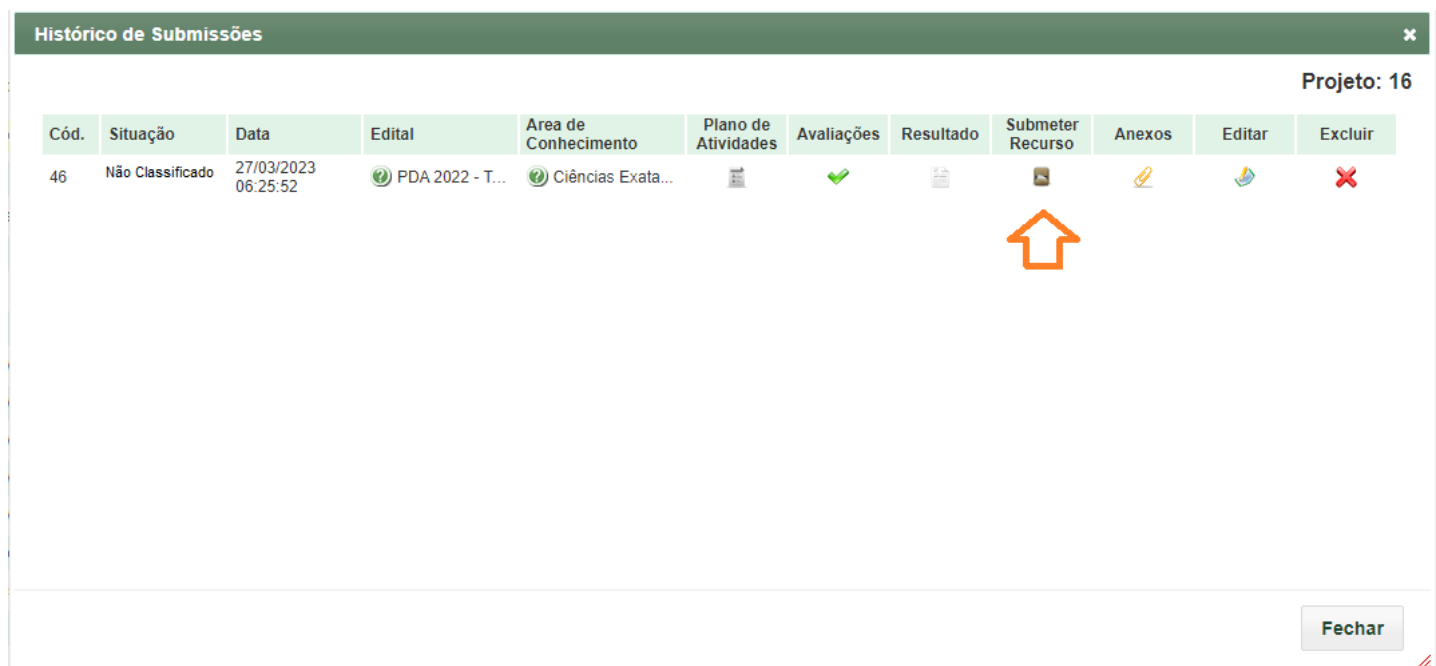 Histórico de Submissões
Projeto: 16
Cód. Situação Data Edital Area de Conhecimento Plano de Atividades Avaliações Resultado Submeter Recurso Anexos Editar Excluir
46 Não Classificado 27/03/2023 06:25:52 PDA 2022 - T... Ciências Exata...
Fechar